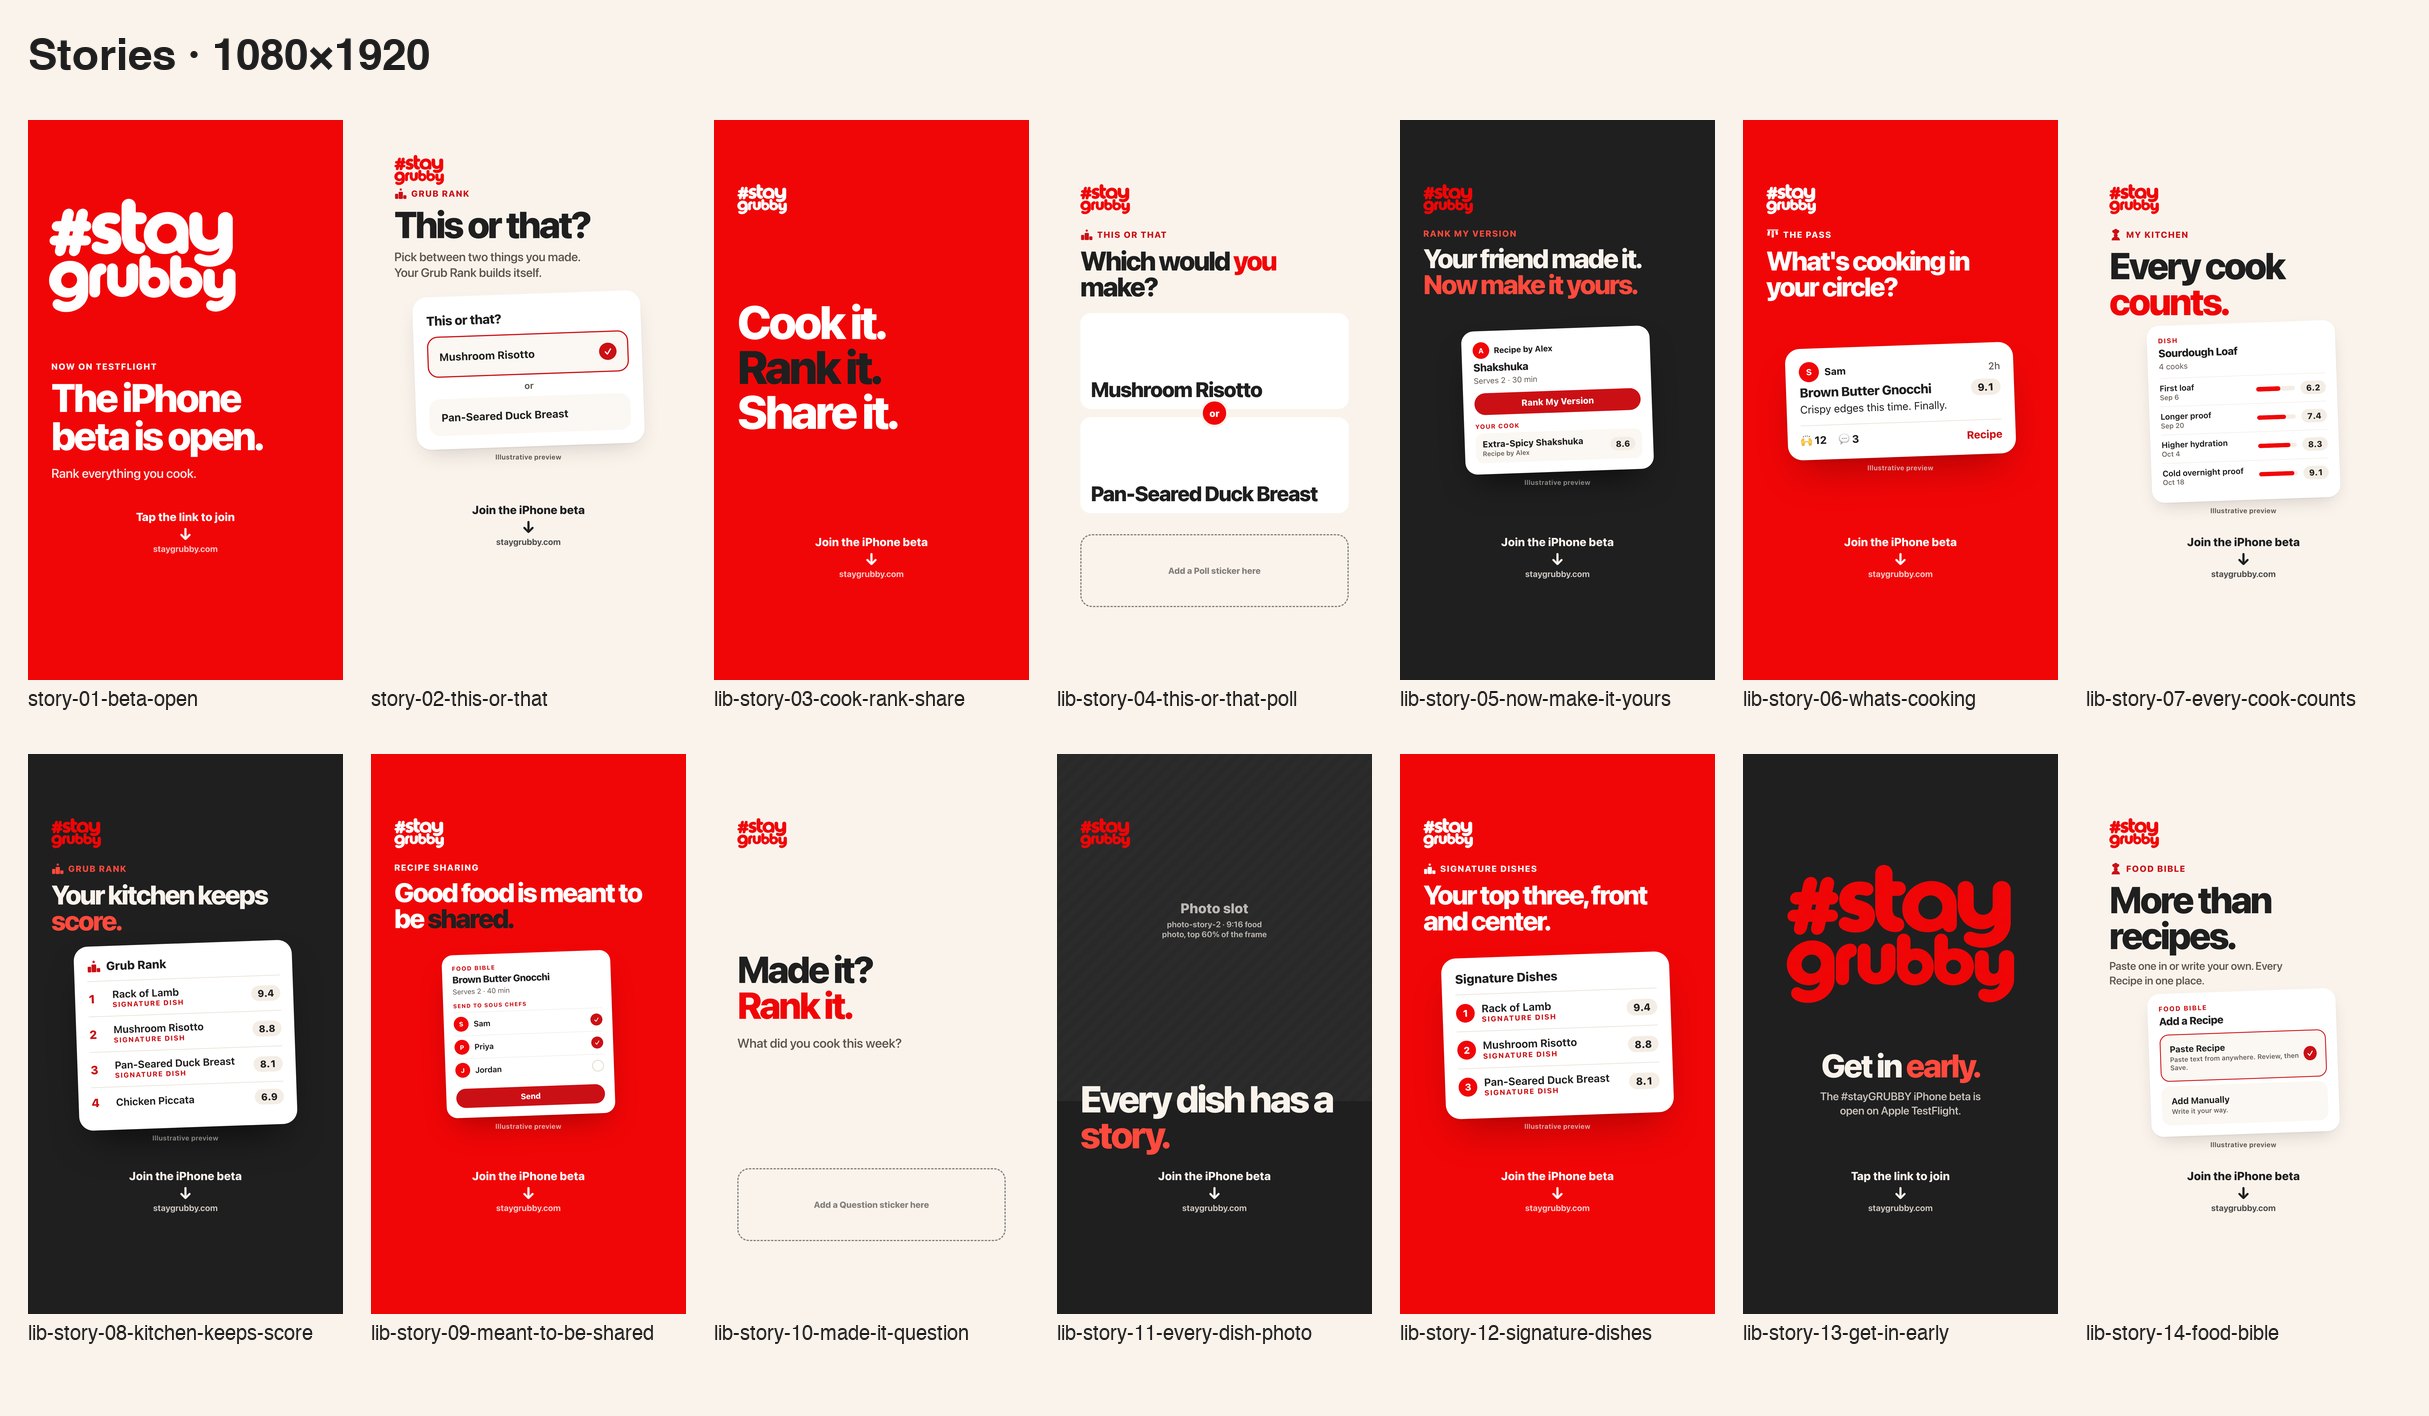 Stories · 1080×1920
#stay
grubby
NOW ON TESTFLIGHT
The iPhone
beta is open.
Rank everything you cook.
Tap the link to join
staygrubby.com
story-01-beta-open
#stay
grubby
GRUB RANK
This or that?
Pick between two things you made.
Your Grub Rank builds itself.
This or that?
Mushroom Risotto
or
Pan-Seared Duck Breast
Illustrative preview
Join the iPhone beta
staygrubby.com
story-02-this-or-that
#stay
grubby
Cook it.
Rank it.
Share it.
Join the iPhone beta
staygrubby.com
lib-story-03-cook-rank-share
#stay
grubby
THIS OR THAT
Which would you
make?
Mushroom Risotto
or
Pan-Seared Duck Breast
Add a Poll sticker here
lib-story-04-this-or-that-poll
#stay
grubby
RANK MY VERSION
Your friend made it.
Now make it yours.
A Recipe by Alex
Shakshuka
Serves 2 · 30 min
Rank My Version
YOUR COOK
Extra-Spicy Shakshuka 8.6
Recipe by Alex
Illustrative preview
Join the iPhone beta
staygrubby.com
lib-story-05-now-make-it-yours
#stay
grubby
THE PASS
What's cooking in
your circle?
S Sam 2h
Brown Butter Gnocchi 9.1
Crispy edges this time. Finally.
12 3 Recipe
Illustrative preview
Join the iPhone beta
staygrubby.com
lib-story-06-whats-cooking
#stay
grubby
MY KITCHEN
Every cook
counts.
DISH
Sourdough Loaf
4 cooks
First loaf 6.2
Sep 6
Longer proof 7.4
Sep 20
Higher hydration 8.3
Oct 4
Cold overnight proof 9.1
Oct 18
Illustrative preview
Join the iPhone beta
staygrubby.com
lib-story-07-every-cook-counts
#stay
grubby
GRUB RANK
Your kitchen keeps
score.
Grub Rank
1 Rack of Lamb 9.4
SIGNATURE DISH
2 Mushroom Risotto 8.8
SIGNATURE DISH
3 Pan-Seared Duck Breast 8.1
SIGNATURE DISH
4 Chicken Piccata 6.9
Illustrative preview
Join the iPhone beta
staygrubby.com
lib-story-08-kitchen-keeps-score
#stay
grubby
RECIPE SHARING
Good food is meant to
be shared.
FOOD BIBLE
Brown Butter Gnocchi
Serves 2 · 40 min
SEND TO SOUS CHEFS
S Sam
P Priya
J Jordan
Send
Illustrative preview
Join the iPhone beta
staygrubby.com
lib-story-09-meant-to-be-shared
#stay
grubby
Made it?
Rank it.
What did you cook this week?
Add a Question sticker here
lib-story-10-made-it-question
#stay
grubby
Photo slot
photo-story-2 · 9:16 food
photo, top 60% of the frame
Every dish has a
story.
Join the iPhone beta
staygrubby.com
lib-story-11-every-dish-photo
#stay
grubby
SIGNATURE DISHES
Your top three, front
and center.
Signature Dishes
1 Rack of Lamb 9.4
SIGNATURE DISH
2 Mushroom Risotto 8.8
SIGNATURE DISH
3 Pan-Seared Duck Breast 8.1
SIGNATURE DISH
Illustrative preview
Join the iPhone beta
staygrubby.com
lib-story-12-signature-dishes
#stay
grubby
Get in early.
The #stayGRUBBY iPhone beta is
open on Apple TestFlight.
Tap the link to join
staygrubby.com
lib-story-13-get-in-early
#stay
grubby
FOOD BIBLE
More than
recipes.
Paste one in or write your own. Every
Recipe in one place.
FOOD BIBLE
Add a Recipe
Paste Recipe
Paste text from anywhere. Review, then
Save.
Add Manually
Write it your way.
Illustrative preview
Join the iPhone beta
staygrubby.com
lib-story-14-food-bible